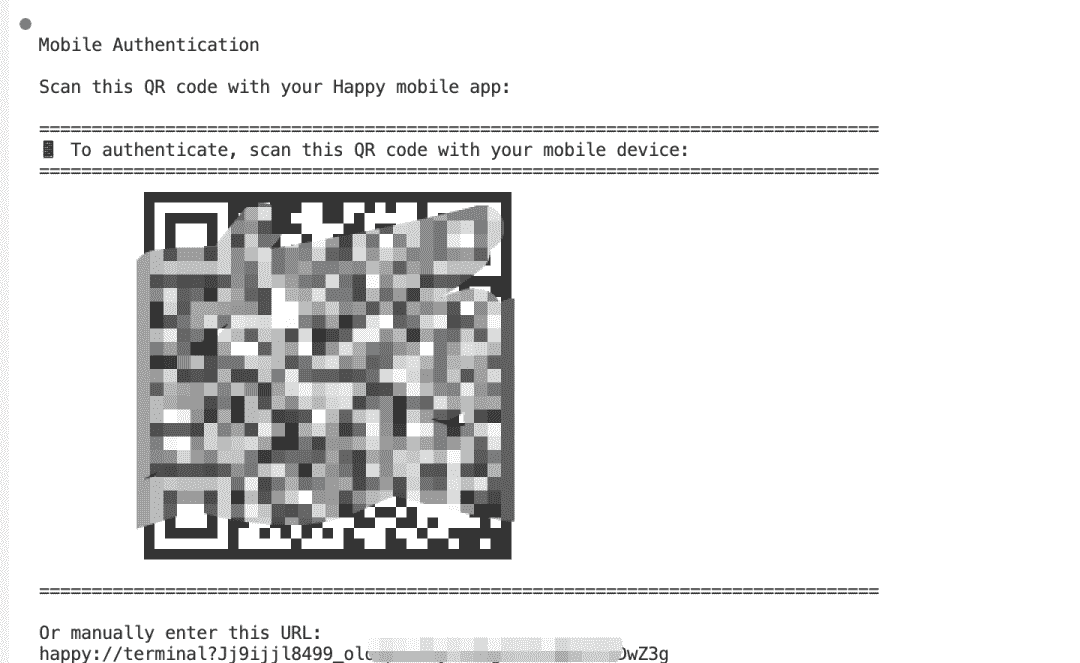 Mobile Authentication
Scan this QR code with your Happy mobile app:
================================================================================
To authenticate, scan this QR code with your mobile device:
================================================================================
================================================================================
Or manually enter this URL:
happy://terminal?Jj9ijjl8499_olo wZ3g